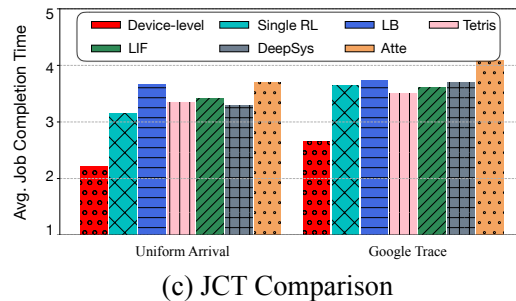 5
4
3
2
1
Avg. Job Completion Time
Device-level Single RL LB Tetris
LIF DeepSys Atte
Uniform Arrival Google Trace
(c) JCT Comparison